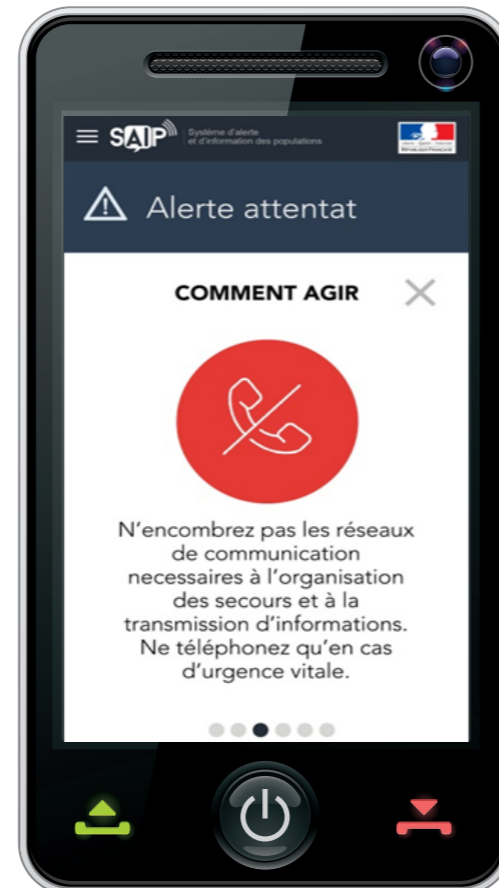 SAIP
Système d'alerte
et d'information des populations
Alerte attentat
COMMENT AGIR
N'encombrez pas les réseaux
de communication
necessaires à l'organisation
des secours et à la
transmission d'informations.
Ne téléphonez qu'en cas
d'urgence vitale.